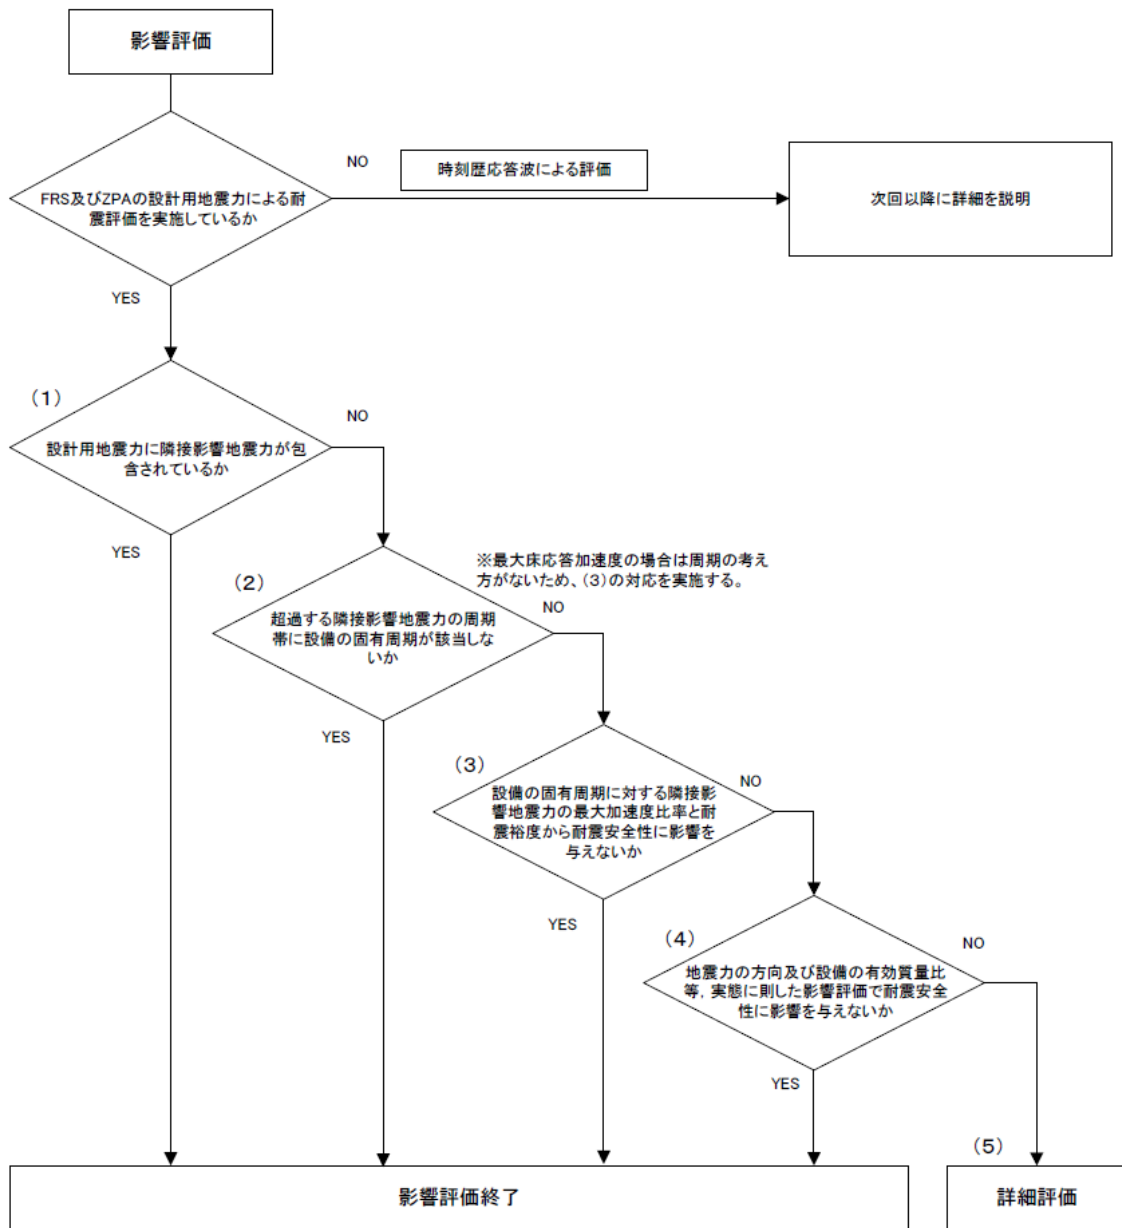 影響評価
FRS及びZPAの設計用地震力による耐
震評価を実施しているか
NO
時刻歴応答波による評価
次回以降に詳細を説明
YES
(1)
設計用地震力に隣接影響地震力が包
含されているか
NO
YES
※最大床応答加速度の場合は周期の考え
方がないため、(3)の対応を実施する。
(2)
超過する隣接影響地震力の周期
帯に設備の固有周期が該当しな
いか
NO
YES
(3)
設備の固有周期に対する隣接影
響地震力の最大加速度比率と耐
震裕度から耐震安全性に影響を
与えないか
NO
YES
(4)
地震力の方向及び設備の有効質量比
等，実態に則した影響評価で耐震安全
性に影響を与えないか
NO
YES
影響評価終了
(5)
詳細評価